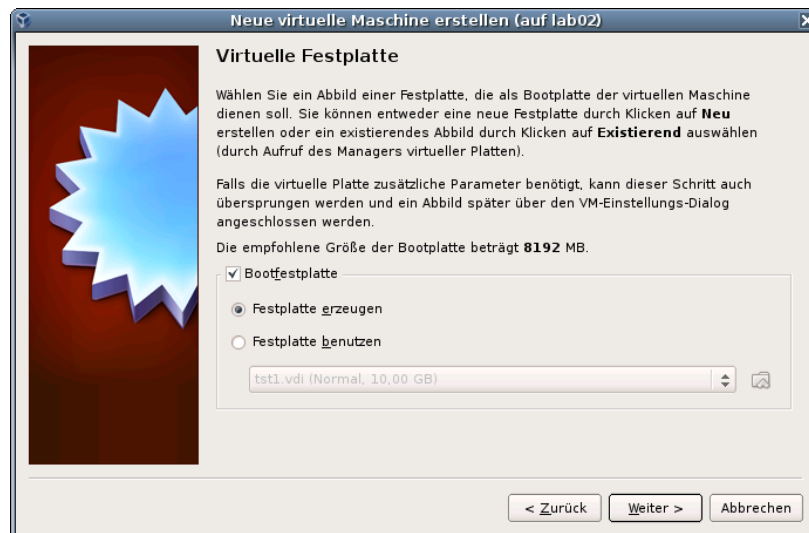 Neue virtuelle Maschine erstellen (auf lab02)
Virtuelle Festplatte
Wählen Sie ein Abbild einer Festplatte, die als Bootplatte der virtuellen Maschine
dienen soll. Sie können entweder eine neue Festplatte durch Klicken auf Neu
erstellen oder ein existierendes Abbild durch Klicken auf Existierend auswählen
(durch Aufruf des Managers virtueller Platten).
Falls die virtuelle Platte zusätzliche Parameter benötigt, kann dieser Schritt auch
übersprungen werden und ein Abbild später über den VM-Einstellungs-Dialog
angeschlossen werden.
Die empfohlene Größe der Bootplatte beträgt 8192 MB.
Bootfestplatte
Festplatte erzeugen
Festplatte benutzen
tst1.vdi (Normal, 10,00 GB)
< Zurück Weiter > Abbrechen